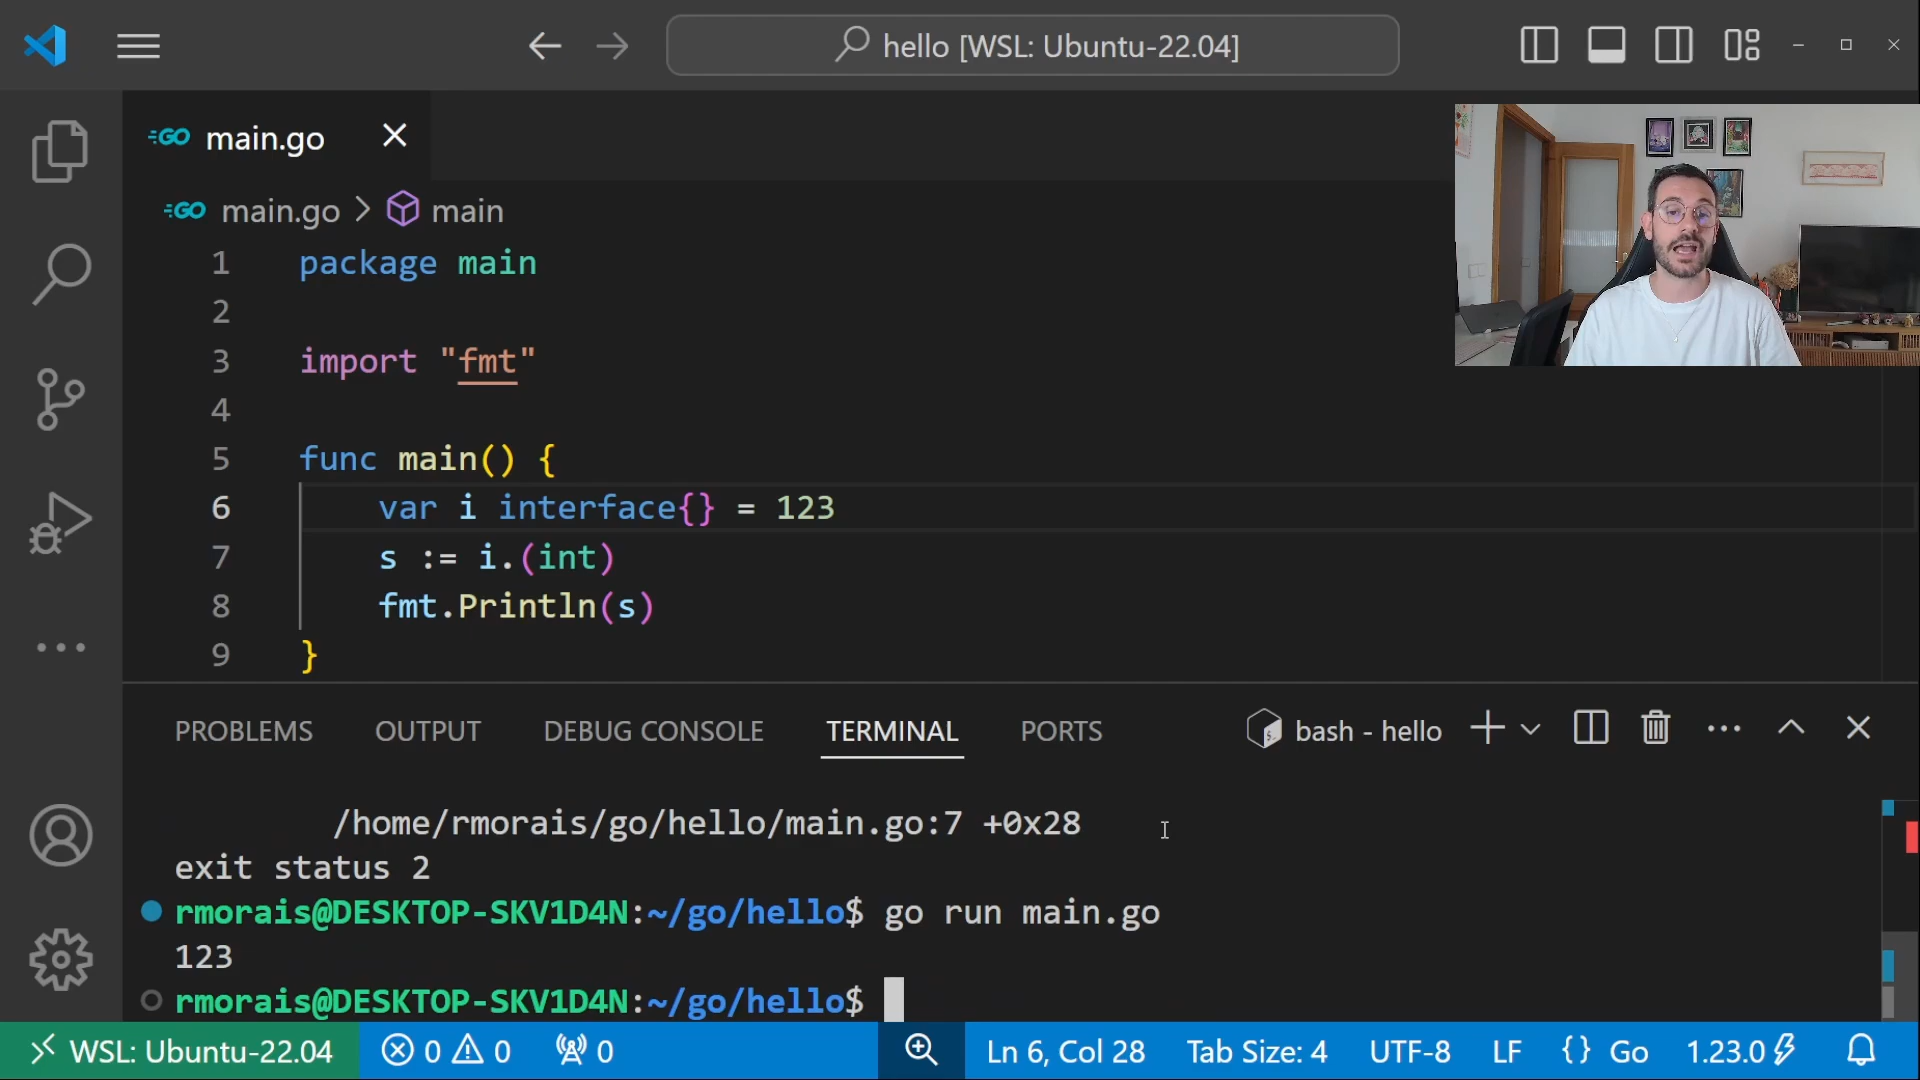 hello [WSL: Ubuntu-22.04]
GO main.go
GO main.go > main
1 package main
2
3 import "fmt"
4
5 func main() {
6 var i interface{} = 123
7 s := i.(int)
8 fmt.Println(s)
9 }
PROBLEMS OUTPUT DEBUG CONSOLE TERMINAL PORTS bash - hello
/home/rmorais/go/hello/main.go:7 +0x28
exit status 2
rmorais@DESKTOP-SKV1D4N:~/go/hello$ go run main.go
123
rmorais@DESKTOP-SKV1D4N:~/go/hello$
WSL: Ubuntu-22.04 0 0 0 Ln 6, Col 28 Tab Size: 4 UTF-8 LF {} Go 1.23.0